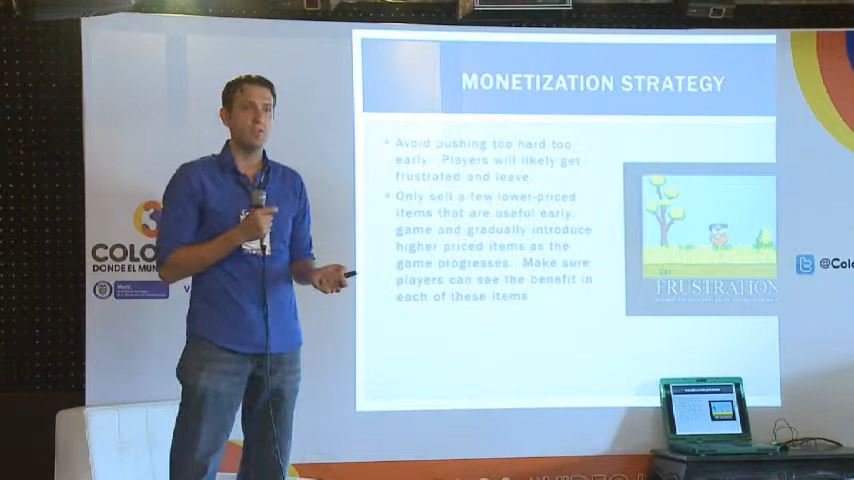 MONETIZATION STRATEGY
Avoid pushing too hard too
early. Players will likely get
frustrated and leave.
Only sell a few lower-priced
items that are useful early
game and gradually introduce
higher priced items as the
game progresses. Make sure
players can see the benefit in
each of these items
FRUSTRATION
COLO
DONDE EL MUN
@Colo